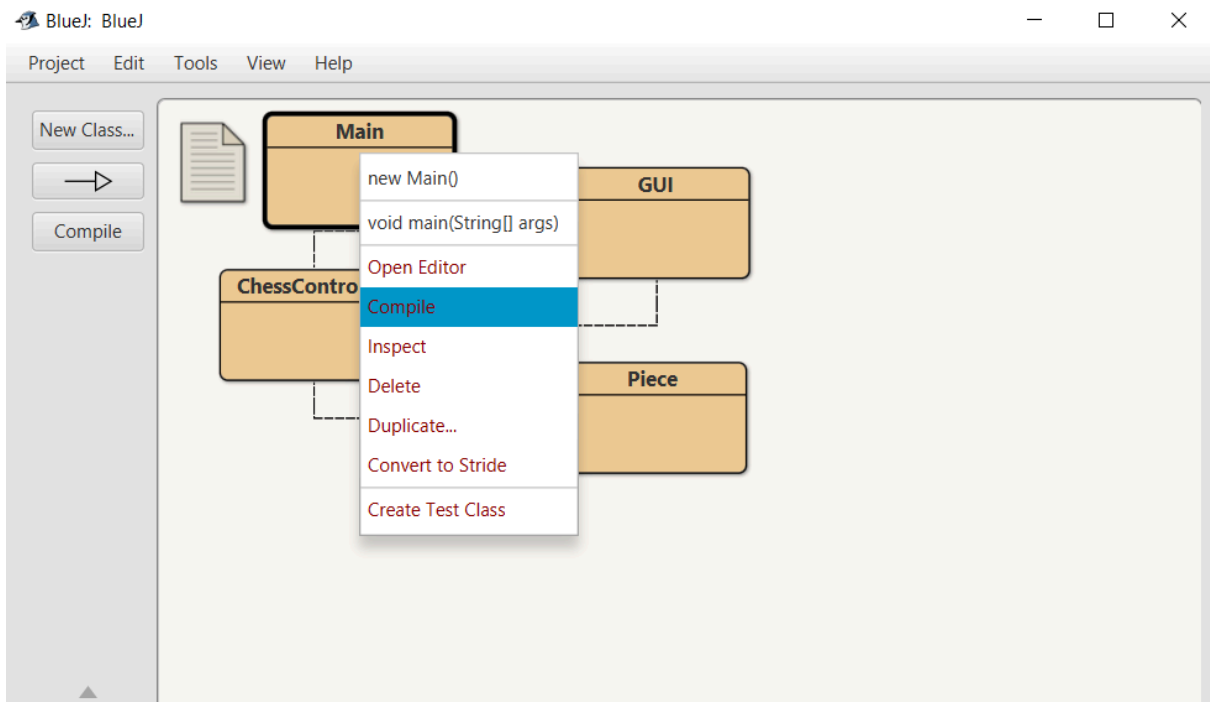 BlueJ: BlueJ
Project Edit Tools View Help
New Class...
Compile
Main
GUI
ChessContro
Piece
new Main()
void main(String[] args)
Open Editor
Compile
Inspect
Delete
Duplicate...
Convert to Stride
Create Test Class